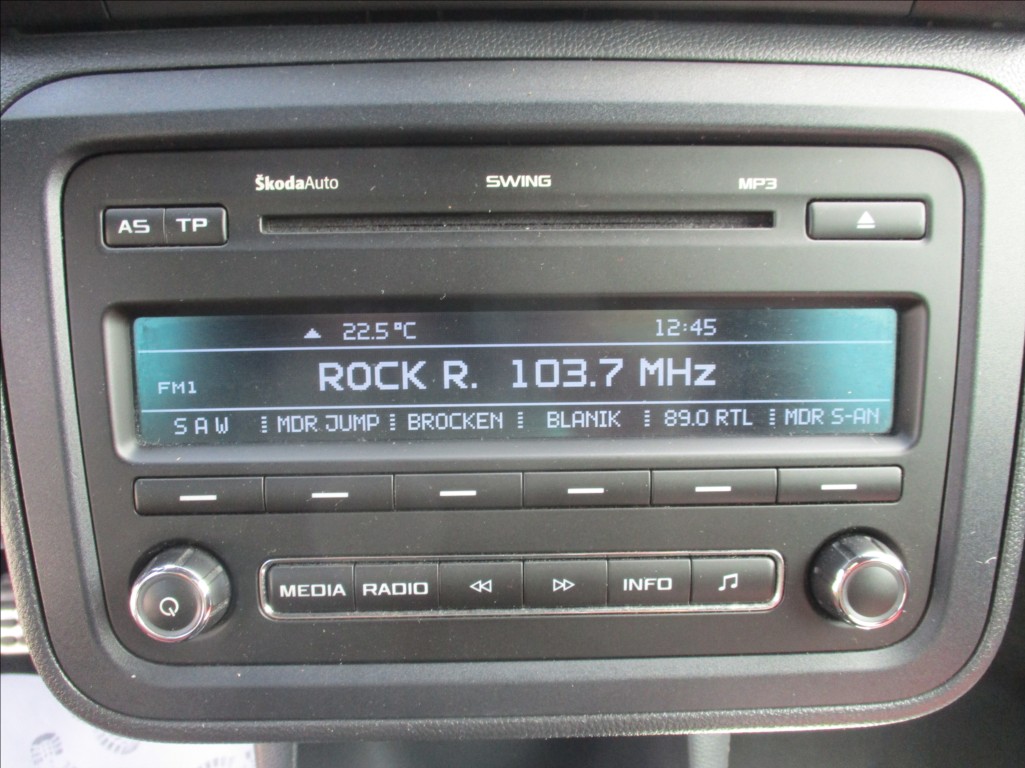 ŠkodaAuto SWING MP3
AS TP
22.5°C 12:45
FM1 ROCK R. 103.7 MHz
SAW MDR JUMP BROCKEN BLANIK 89.0 RTL MDR S-AN
MEDIA RADIO INFO